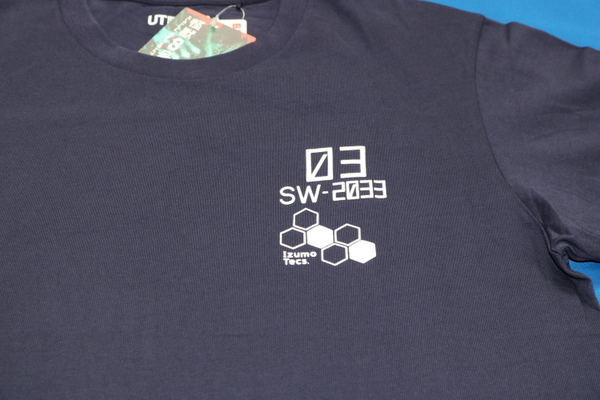 UT
03
SW-2033
Izumo
Tecs.